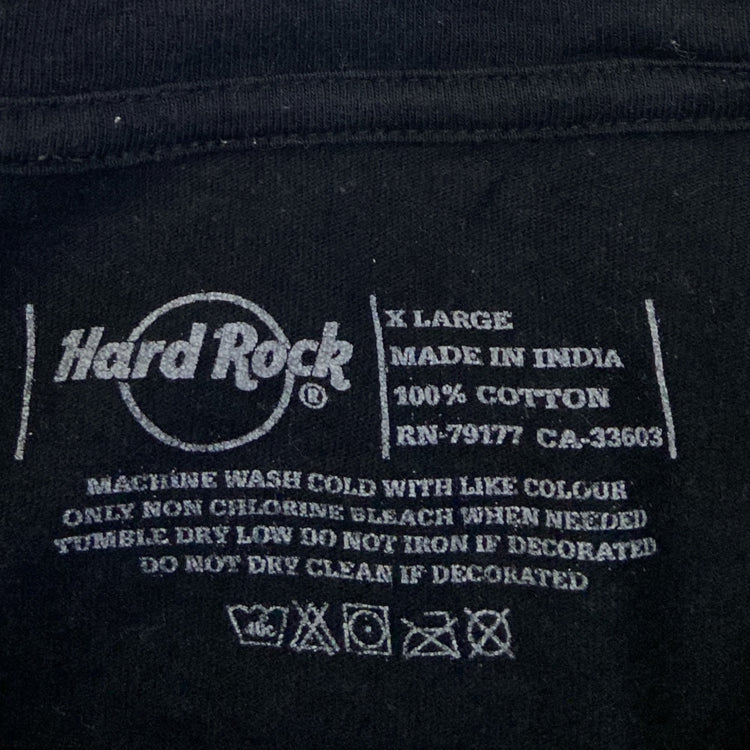 Hard Rock
®
X LARGE
MADE IN INDIA
100% COTTON
RN-79177 CA-33603
MACHINE WASH COLD WITH LIKE COLOUR
ONLY NON CHLORINE BLEACH WHEN NEEDED
TUMBLE DRY LOW DO NOT IRON IF DECORATED
DO NOT DRY CLEAN IF DECORATED